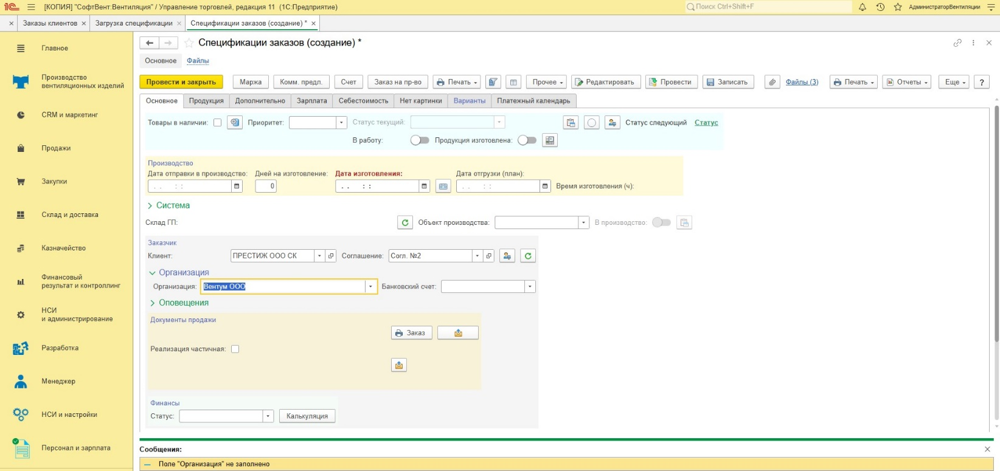 1С [КОПИЯ] "СофтВент:Вентиляция" / Управление торговлей, редакция 11 (1С:Предприятие) Поиск Ctrl+Shift+F АдминистраторВентиляции
Заказы клиентов Загрузка спецификации Спецификации заказов (создание) *
Главное
Производство
вентиляционных изделий
CRM и маркетинг
Продажи
Закупки
Склад и доставка
Казначейство
Финансовый
результат и контроллинг
НСИ
и администрирование
Разработка
Менеджер
НСИ и настройки
Персонал и зарплата
Спецификации заказов (создание) *
Основное Файлы
Провести и закрыть Маржа Комм. предл. Счет Заказ на пр-во Печать Прочее Редактировать Провести Записать Файлы (3) Печать Отчеты Еще ?
Основное Продукция Дополнительно Зарплата Себестоимость Нет картинки Варианты Платежный календарь
Товары в наличии: Приоритет: Статус текущий: Статус следующий Статус
В работу: Продукция изготовлена:
Производство
Дата отправки в производство: Дней на изготовление: Дата изготовления: Дата отгрузки (план):
. . : : 0 . . : : . . : : Время изготовления (ч):
Система
Склад ГП: Объект производства: В производство:
Заказчик
Клиент: ПРЕСТИЖ ООО СК Соглашение: Согл. №2
Организация
Организация: Вентум ООО Банковский счет:
Оповещения
Документы продажи
Заказ
Реализация частичная:
Финансы
Статус: Калькуляция
Сообщения:
Поле "Организация" не заполнено